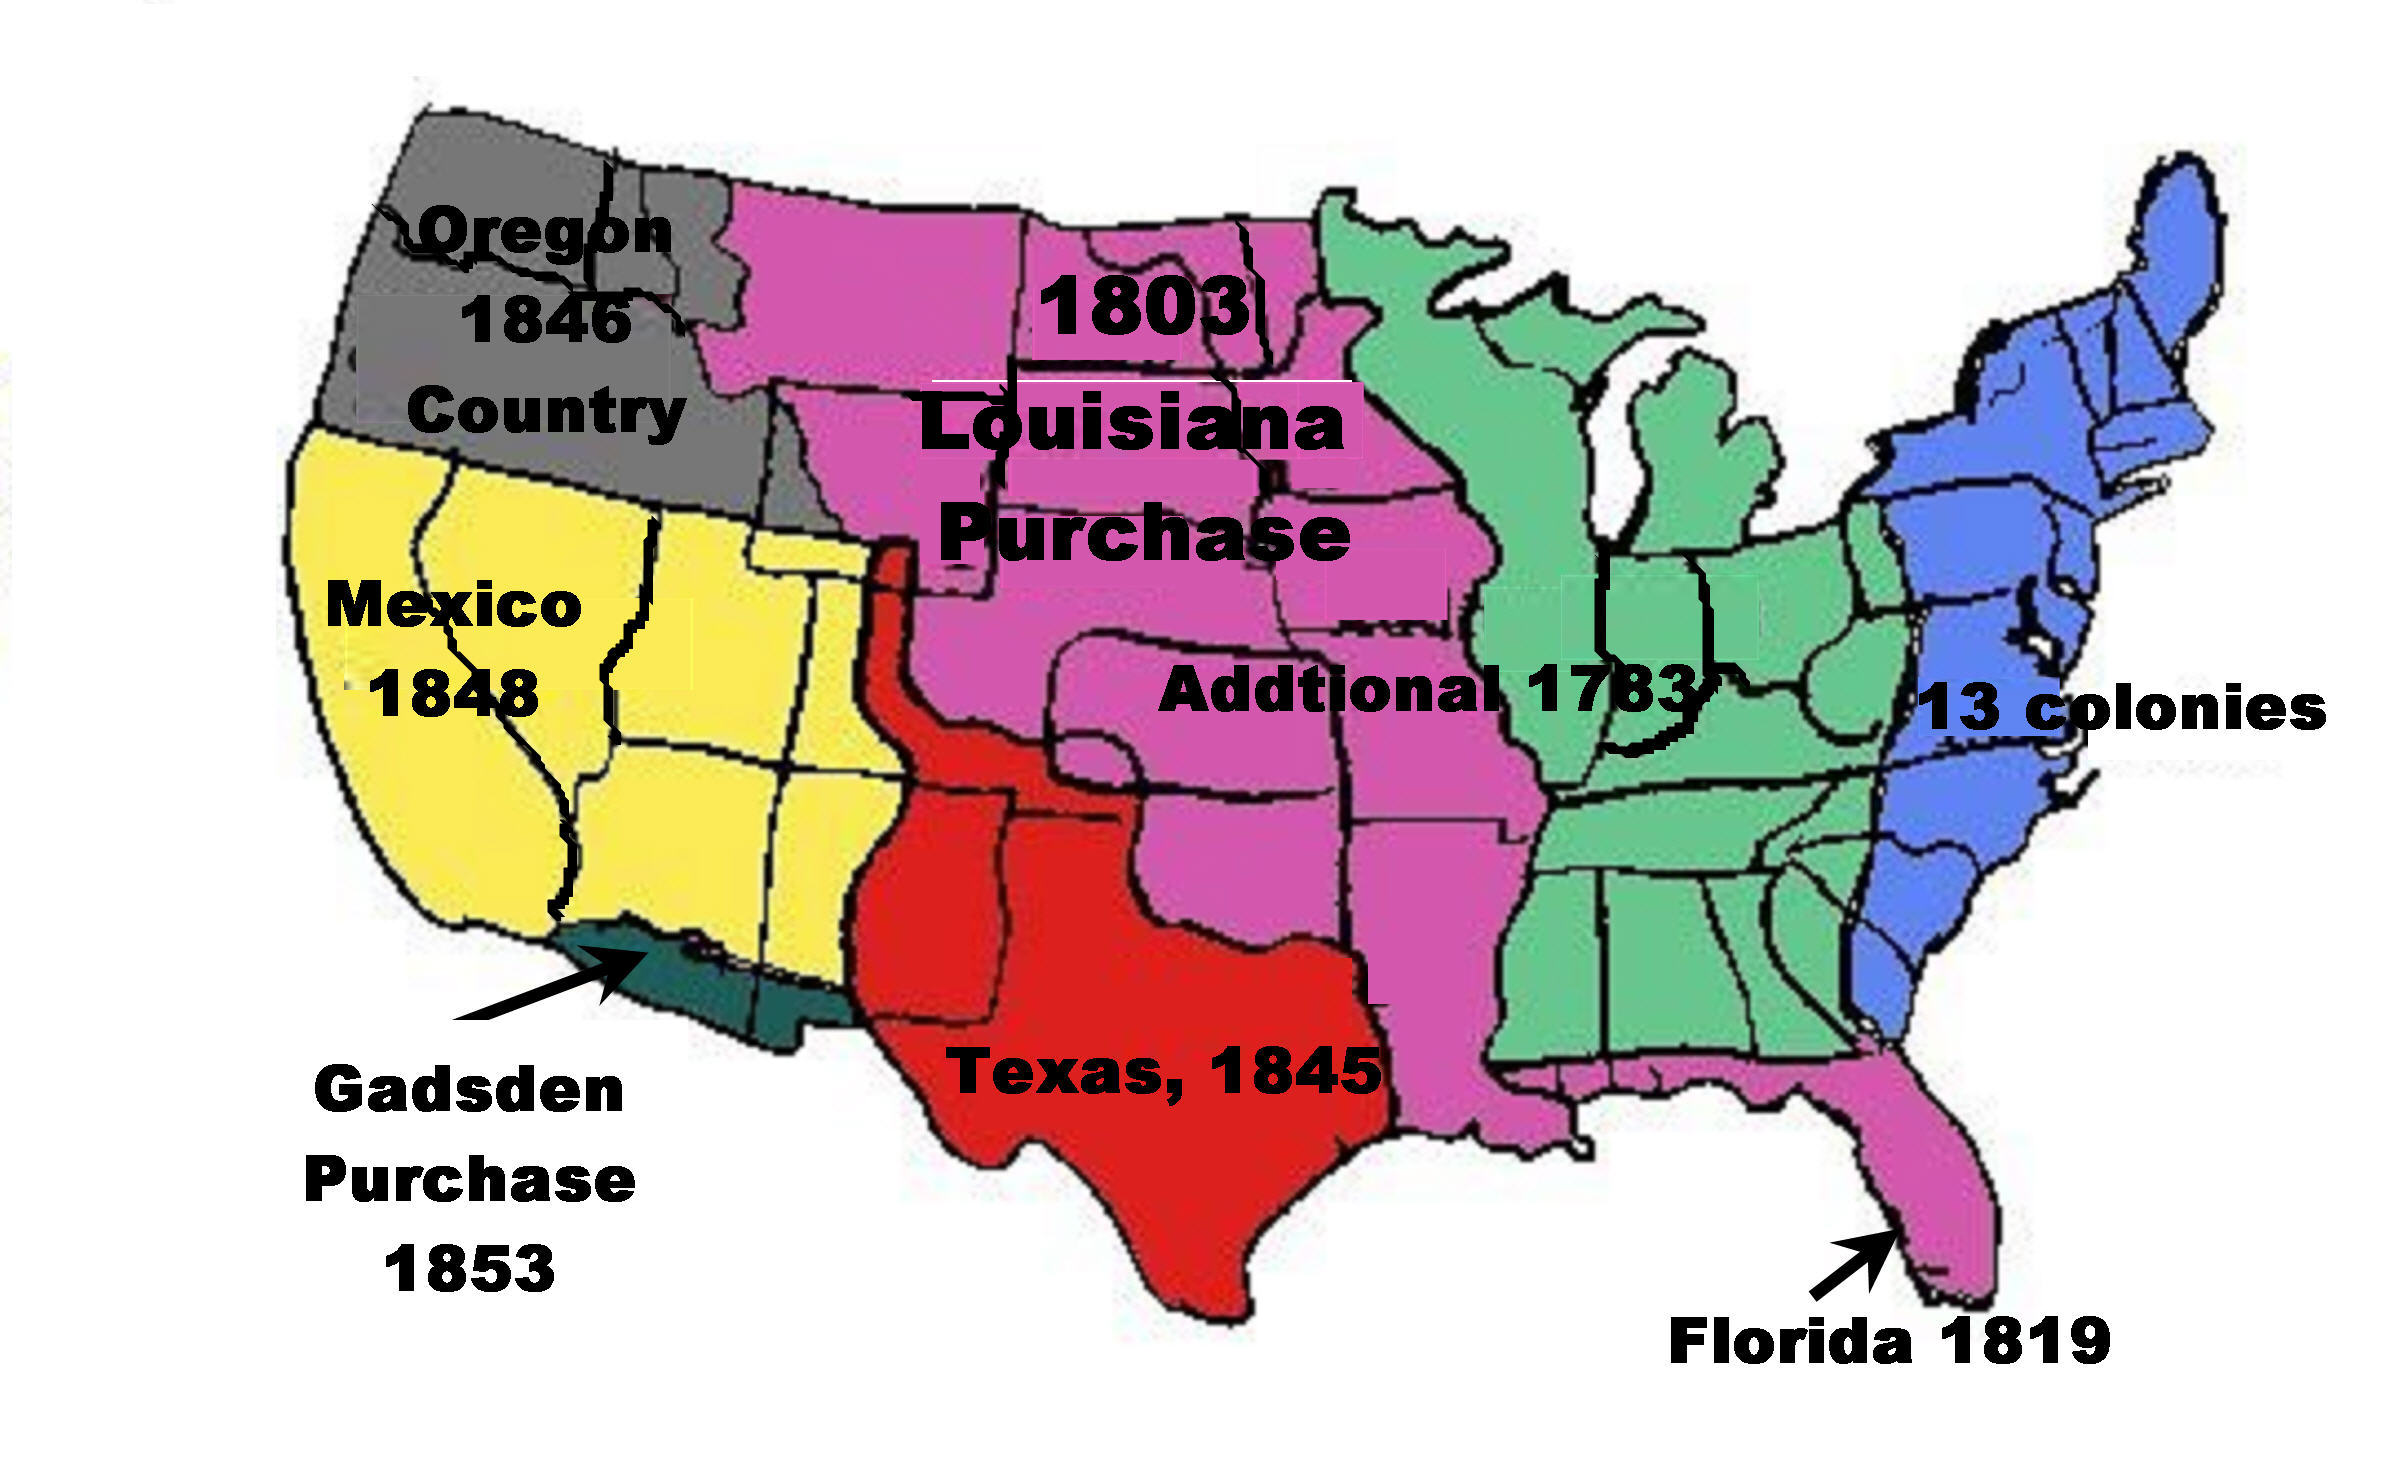 Oregon
1846
Country
1803
Louisiana
Purchase
Mexico
1848
Addtional 1783
13 colonies
Gadsden
Purchase
1853
Texas, 1845
Florida 1819